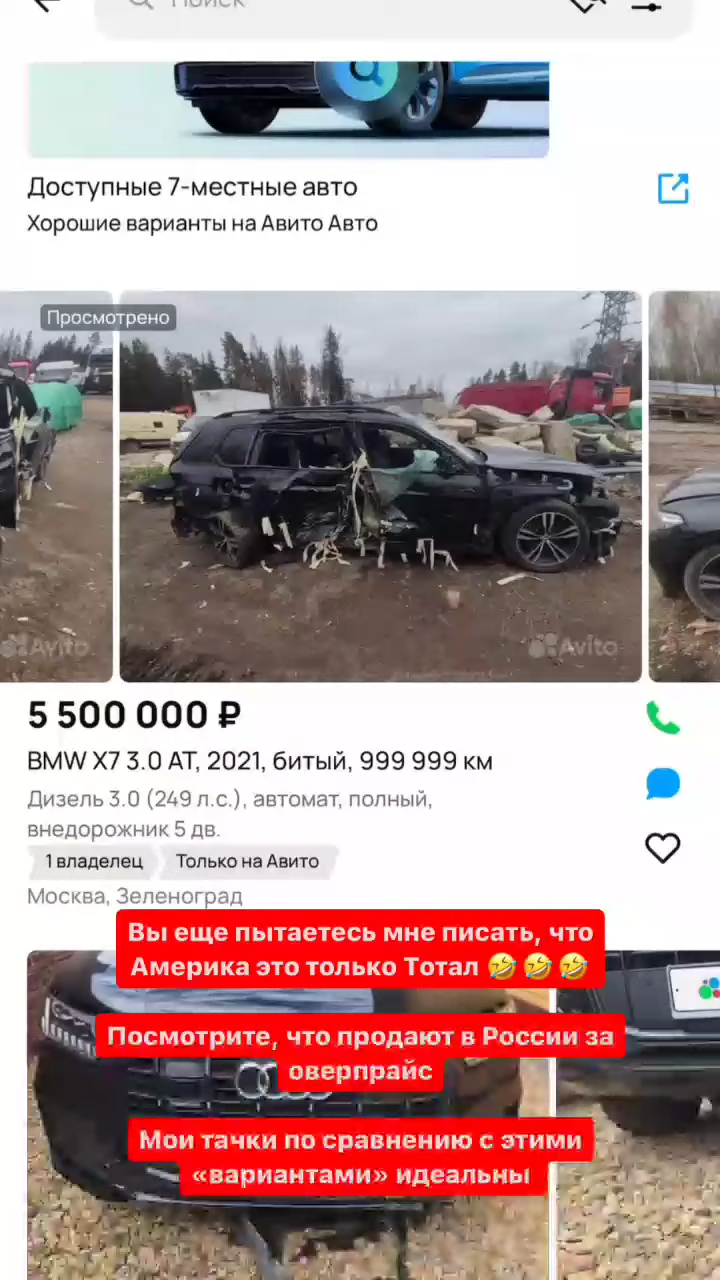 Поиск
Доступные 7-местные авто
Хорошие варианты на Авито Авто
Просмотрено
Avito
Avito
5 500 000 ₽
BMW X7 3.0 AT, 2021, битый, 999 999 км
Дизель 3.0 (249 л.с.), автомат, полный,
внедорожник 5 дв.
1 владелец
Только на Авито
Москва, Зеленоград
Вы еще пытаетесь мне писать, что
Америка это только Тотал 🤣🤣🤣
Посмотрите, что продают в России за
оверпрайс
Мои тачки по сравнению с этими
«вариантами» идеальны